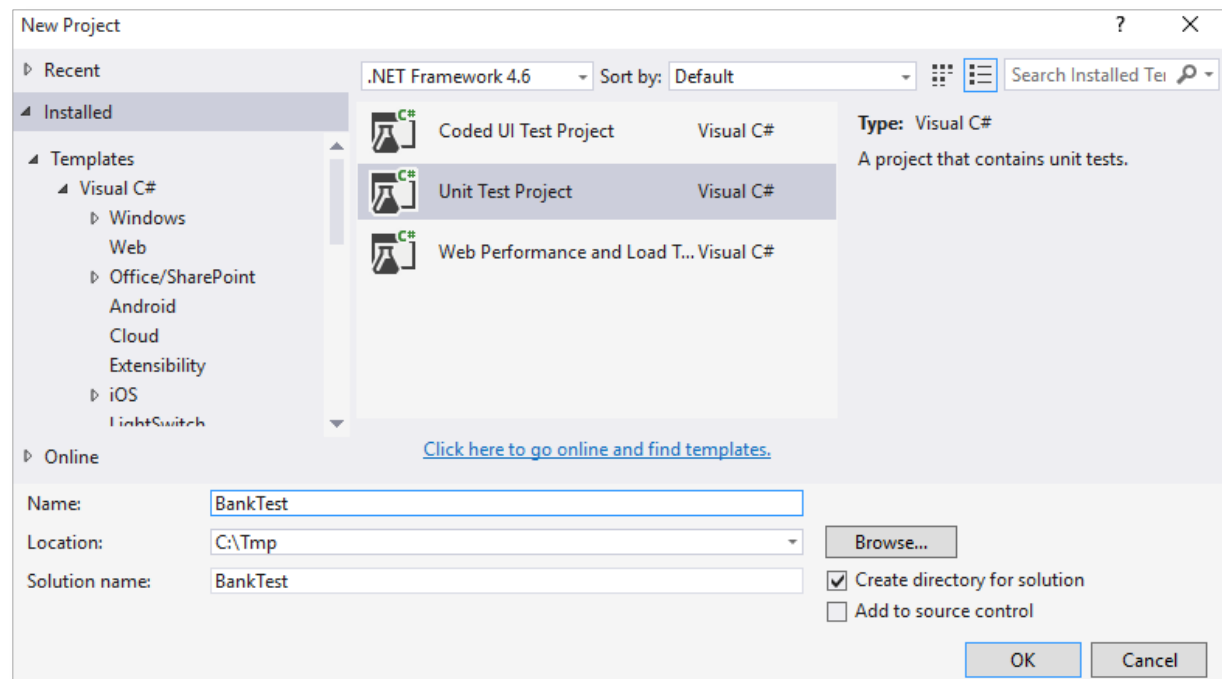 New Project ? ×
Recent
.NET Framework 4.6 Sort by: Default Search Installed Te
Installed
Templates
Visual C#
Windows
Web
Office/SharePoint
Android
Cloud
Extensibility
iOS
LightSwitch
Online
C# Coded UI Test Project Visual C#
C# Unit Test Project Visual C#
C# Web Performance and Load T... Visual C#
Type: Visual C#
A project that contains unit tests.
Click here to go online and find templates.
Name: BankTest
Location: C:\Tmp Browse...
Solution name: BankTest Create directory for solution
Add to source control
OK Cancel